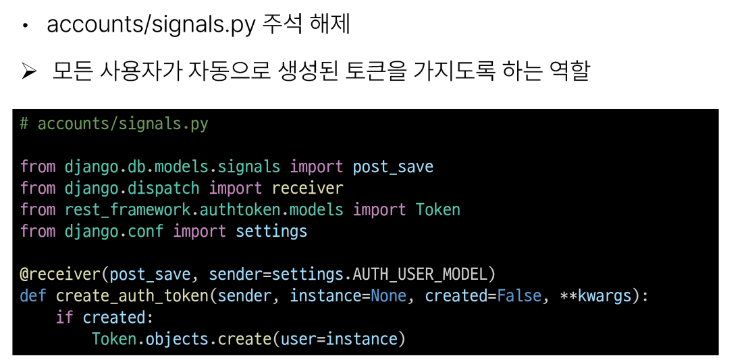 • accounts/signals.py 주석 해제
➢ 모든 사용자가 자동으로 생성된 토큰을 가지도록 하는 역할
# accounts/signals.py
from django.db.models.signals import post_save
from django.dispatch import receiver
from rest_framework.authtoken.models import Token
from django.conf import settings
@receiver(post_save, sender=settings.AUTH_USER_MODEL)
def create_auth_token(sender, instance=None, created=False, **kwargs):
    if created:
        Token.objects.create(user=instance)